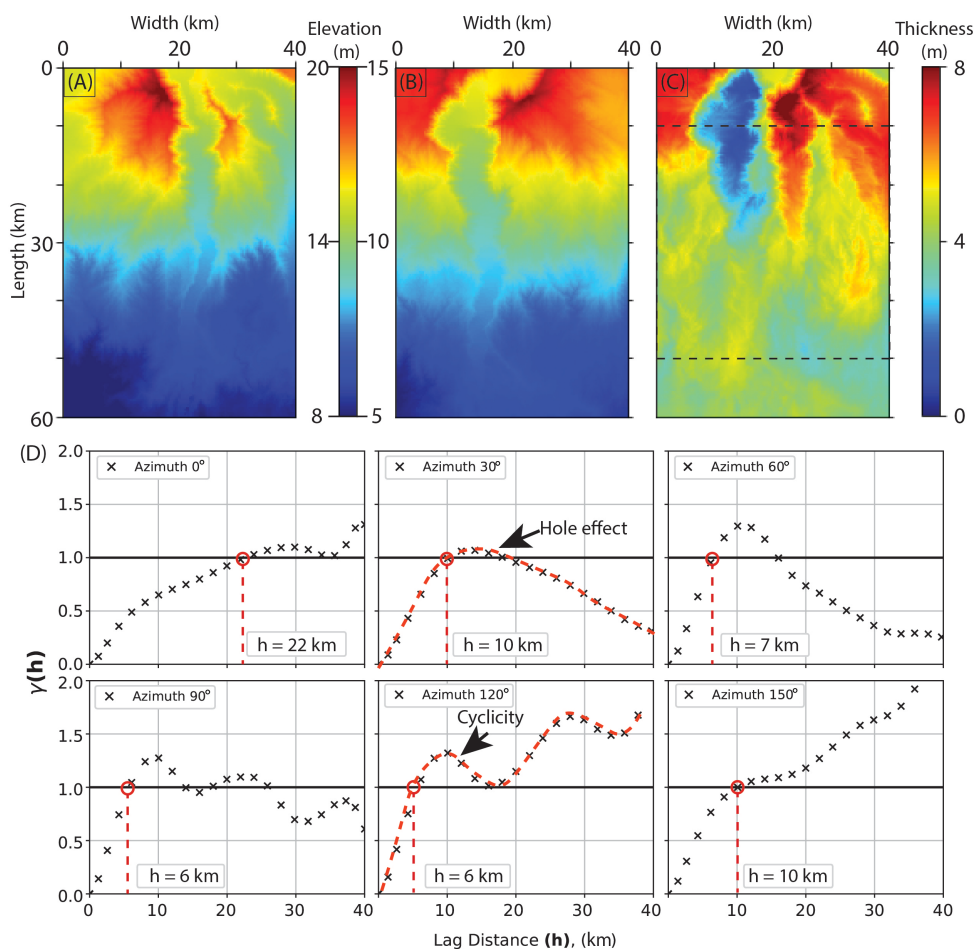 Width (km) Elevation (m) Width (km) Width (km) Thickness (m)
0 20 40 20 15 0 20 40 0 20 40 8
0 (A) (B) (C)
Length (km)
30 14 10 4
60 8 5 0
(D)
2.0 × Azimuth 0° × Azimuth 30° × Azimuth 60°
1.5
Hole effect
1.0
0.5
h = 22 km h = 10 km h = 7 km
0.0
γ(h)
2.0 × Azimuth 90° × Azimuth 120° × Azimuth 150°
Cyclicity
1.5
1.0
0.5
h = 6 km h = 6 km h = 10 km
0.0
0 10 20 30 40 10 20 30 40 10 20 30 40
Lag Distance (h), (km)